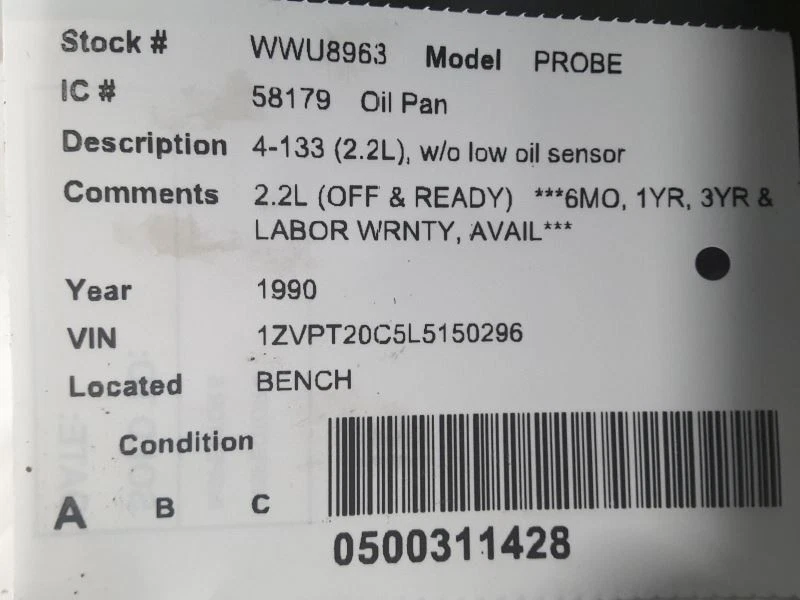 Stock # WWU8963 Model PROBE
IC # 58179 Oil Pan
Description 4-133 (2.2L), w/o low oil sensor
Comments 2.2L (OFF & READY) ***6MO, 1YR, 3YR &
LABOR WRNTY, AVAIL***
Year 1990
VIN 1ZVPT20C5L5150296
Located BENCH
Condition
A B C
0500311428